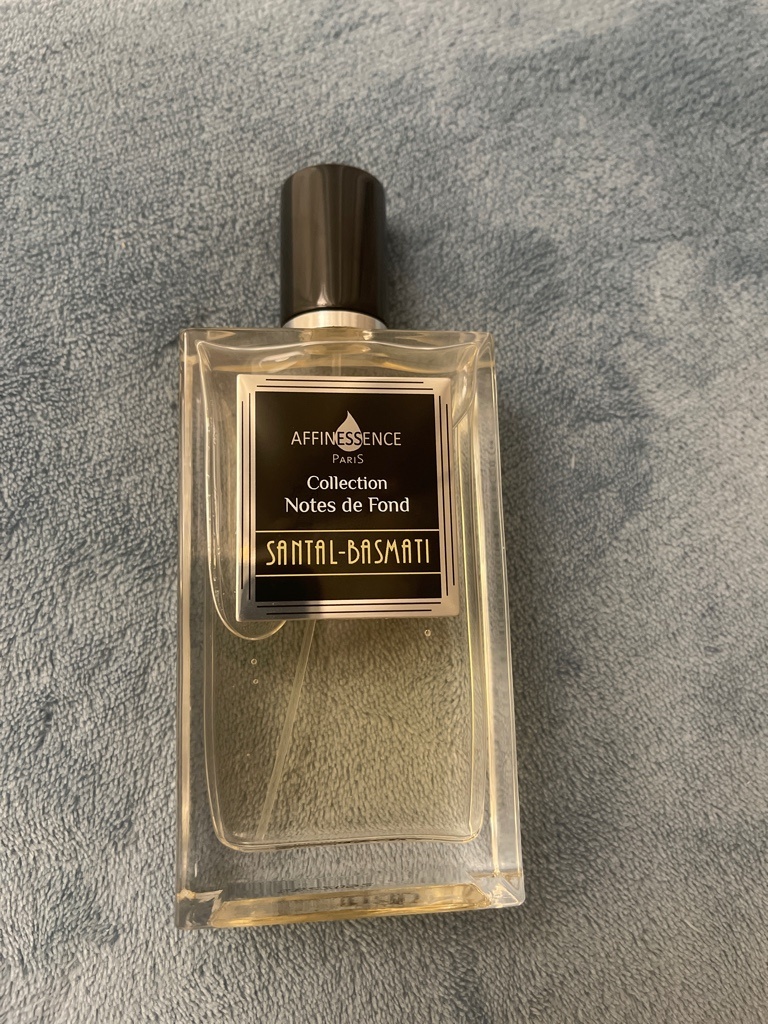 AFFINESSENCE
PARIS
Collection
Notes de Fond
SANTAL-BASMATI